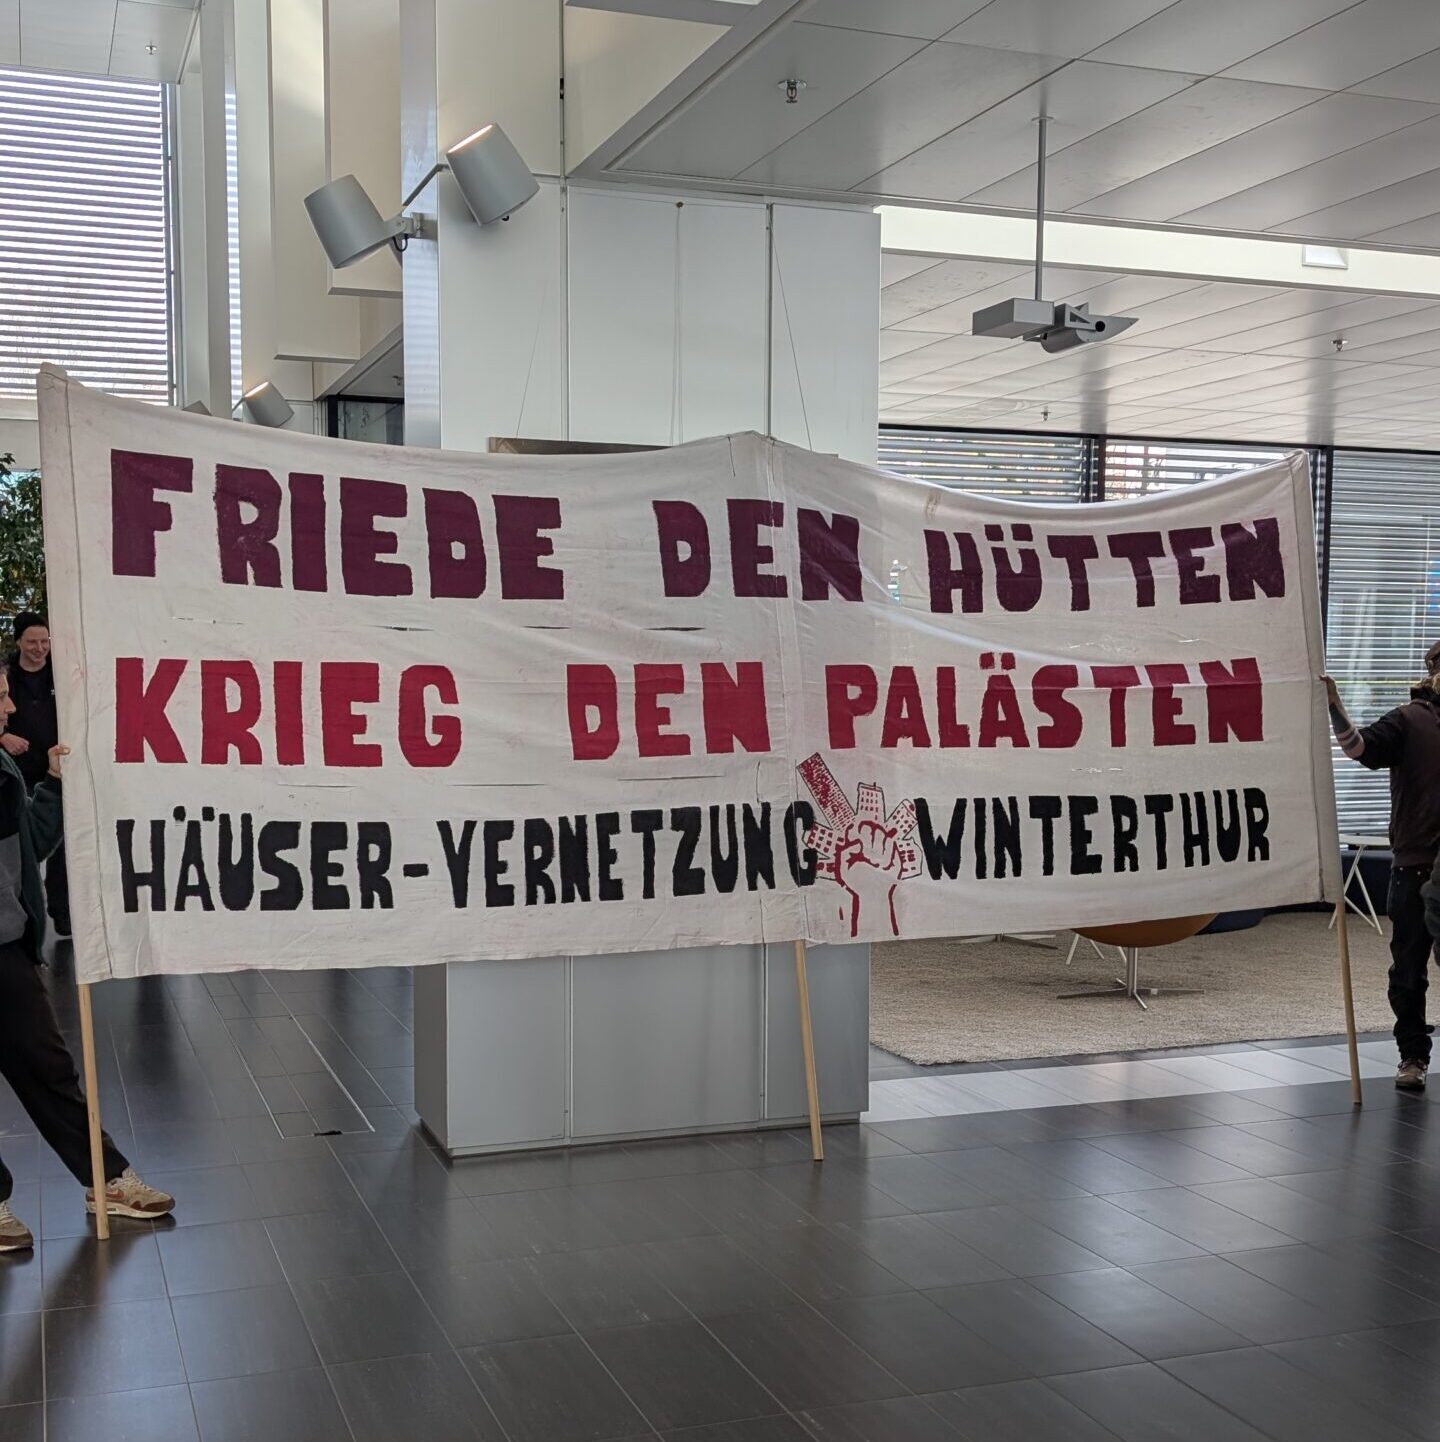 FRIEDE DEN HÜTTEN
KRIEG DEN PALÄSTEN
HÄUSER-VERNETZUNG WINTERTHUR